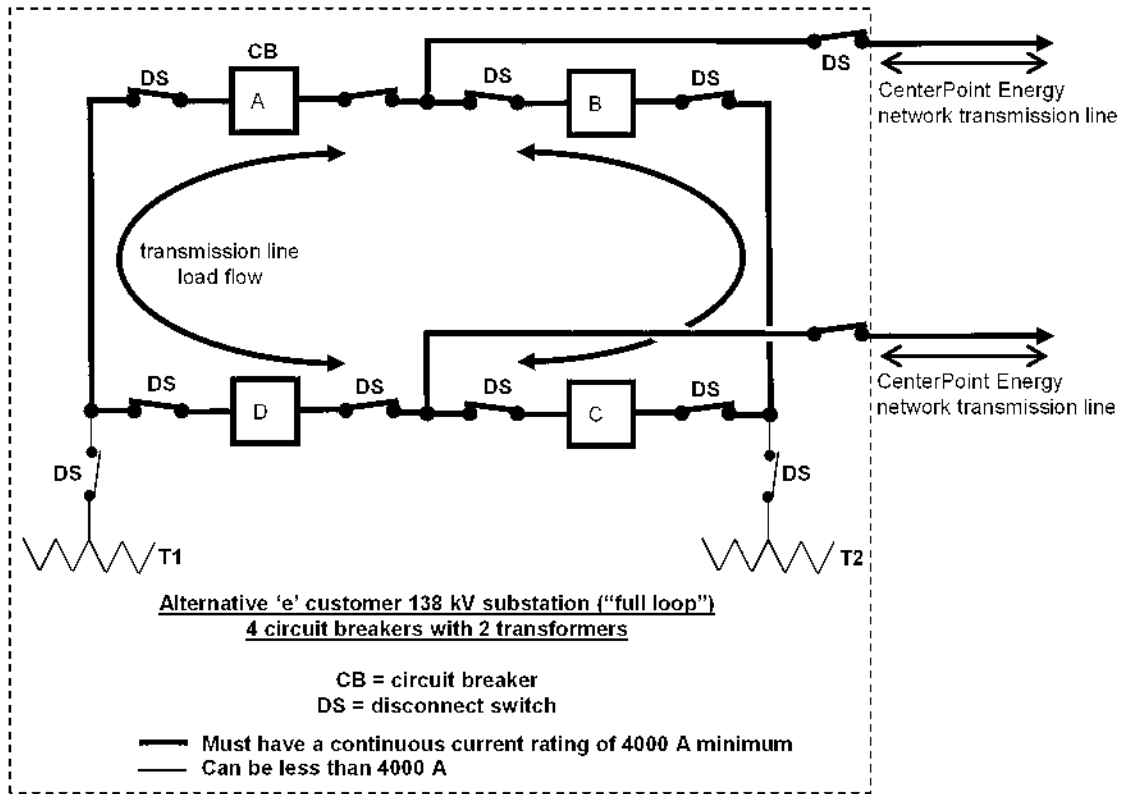 CB
DS
DS
DS
DS
A
B
CenterPoint Energy
network transmission line
transmission line
load flow
DS
DS
DS
DS
D
C
CenterPoint Energy
network transmission line
DS
DS
T1
T2
Alternative ‘e’ customer 138 kV substation (“full loop”)
4 circuit breakers with 2 transformers
CB = circuit breaker
DS = disconnect switch
Must have a continuous current rating of 4000 A minimum
Can be less than 4000 A